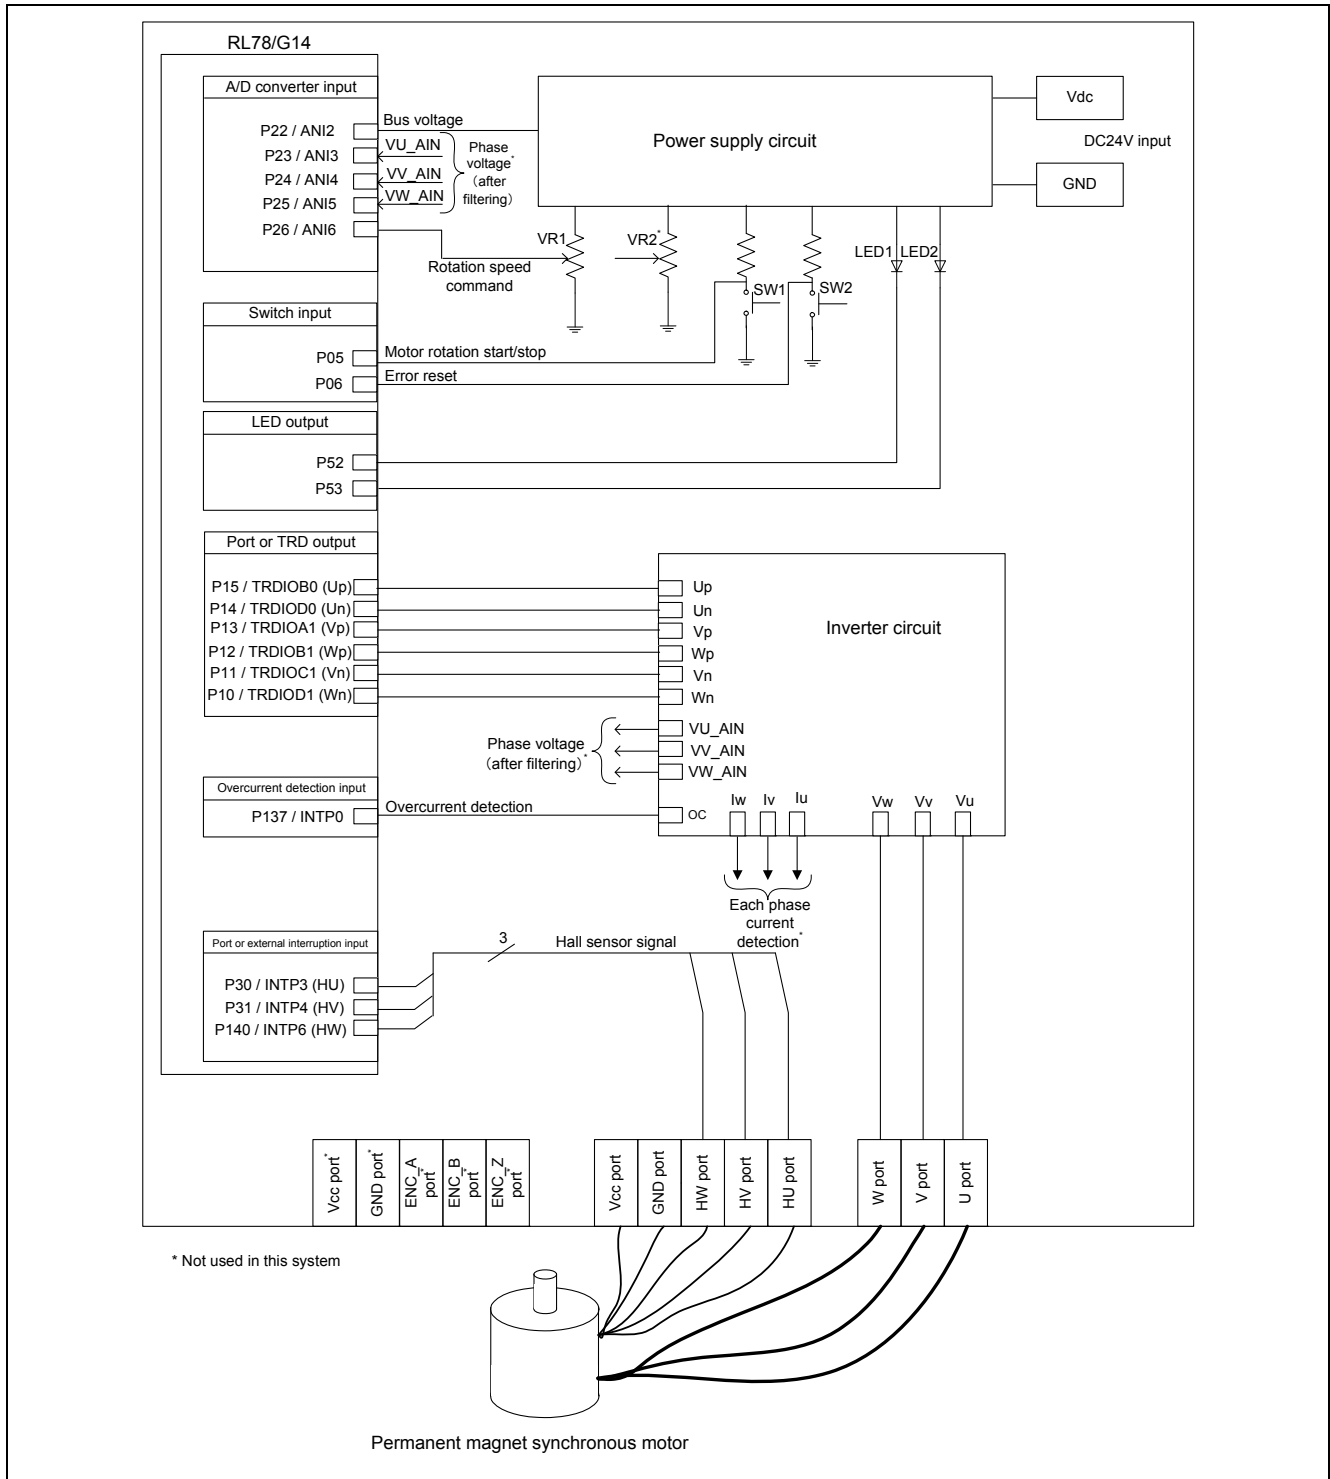 RL78/G14
A/D converter input
P22 / ANI2
P23 / ANI3
P24 / ANI4
P25 / ANI5
P26 / ANI6
Bus voltage
VU_AIN
VV_AIN
VW_AIN
Phase
voltage*
(after
filtering)
Rotation speed
command
Power supply circuit
Vdc
DC24V input
GND
VR1
VR2*
SW1
SW2
LED1
LED2
Switch input
P05
P06
Motor rotation start/stop
Error reset
LED output
P52
P53
Port or TRD output
P15 / TRDIOB0 (Up)
P14 / TRDIOD0 (Un)
P13 / TRDIOA1 (Vp)
P12 / TRDIOB1 (Wp)
P11 / TRDIOC1 (Vn)
P10 / TRDIOD1 (Wn)
Inverter circuit
Up
Un
Vp
Wp
Vn
Wn
VU_AIN
VV_AIN
VW_AIN
Phase voltage
(after filtering)*
Overcurrent detection input
P137 / INTP0
Overcurrent detection
OC
Iw
Iv
Iu
Vw
Vv
Vu
Each phase
current
detection*
Port or external interruption input
P30 / INTP3 (HU)
P31 / INTP4 (HV)
P140 / INTP6 (HW)
3
Hall sensor signal
Vcc port*
GND port*
ENC_A
port*
ENC_B
port*
ENC_Z
port*
Vcc port
GND port
HW port
HV port
HU port
W port
V port
U port
* Not used in this system
Permanent magnet synchronous motor